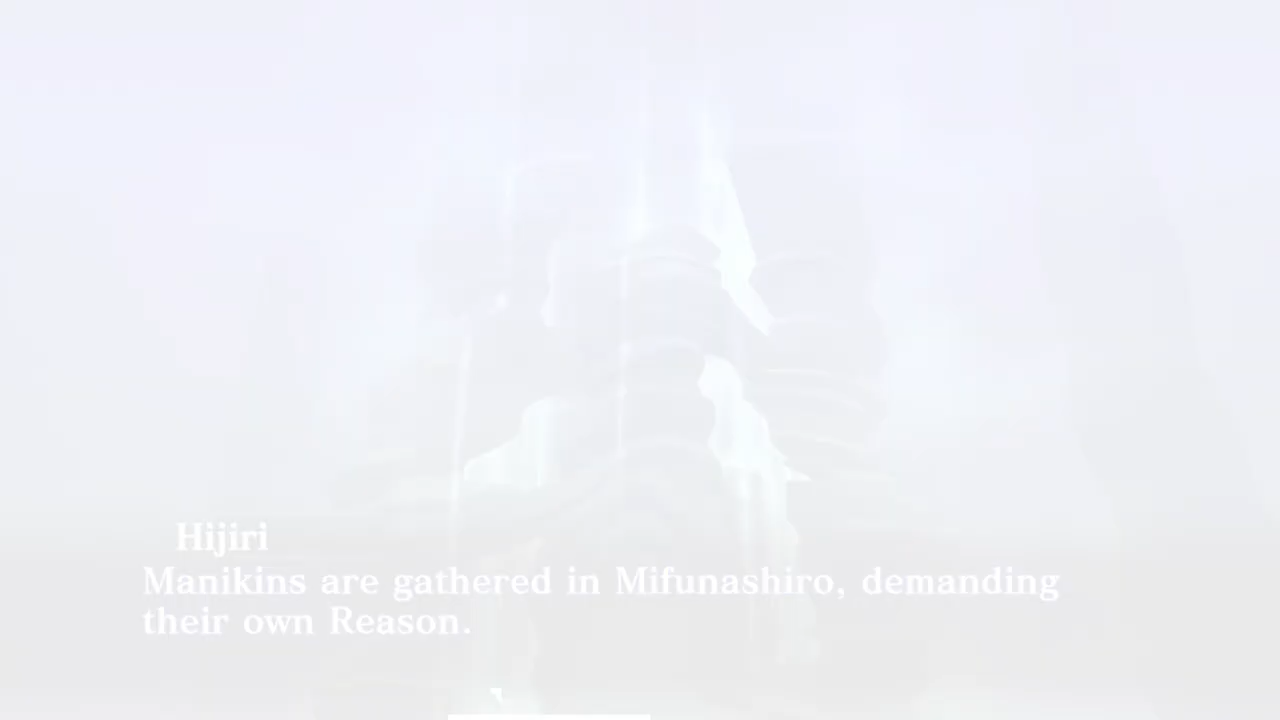 Hijiri
Manikins are gathered in Mifunashiro, demanding
their own Reason.